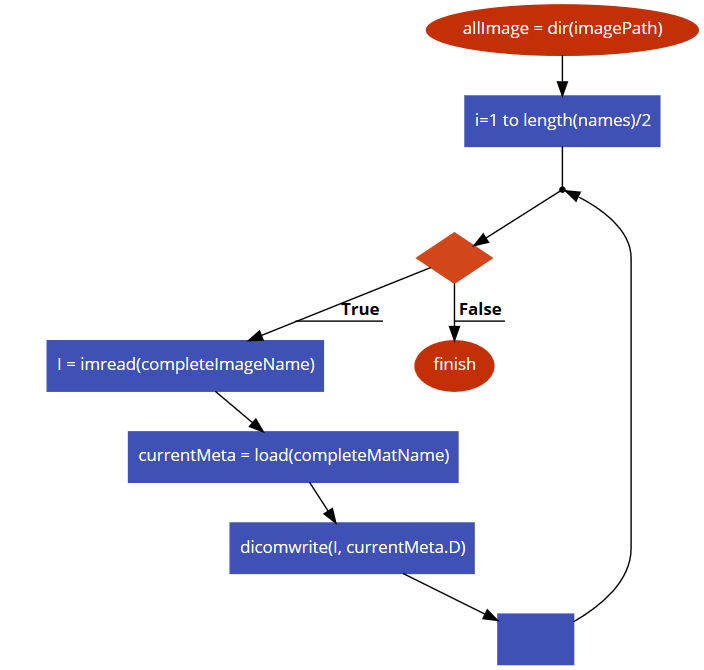 allImage = dir(imagePath)
i=1 to length(names)/2
True
False
I = imread(completeImageName)
finish
currentMeta = load(completeMatName)
dicomwrite(I, currentMeta.D)